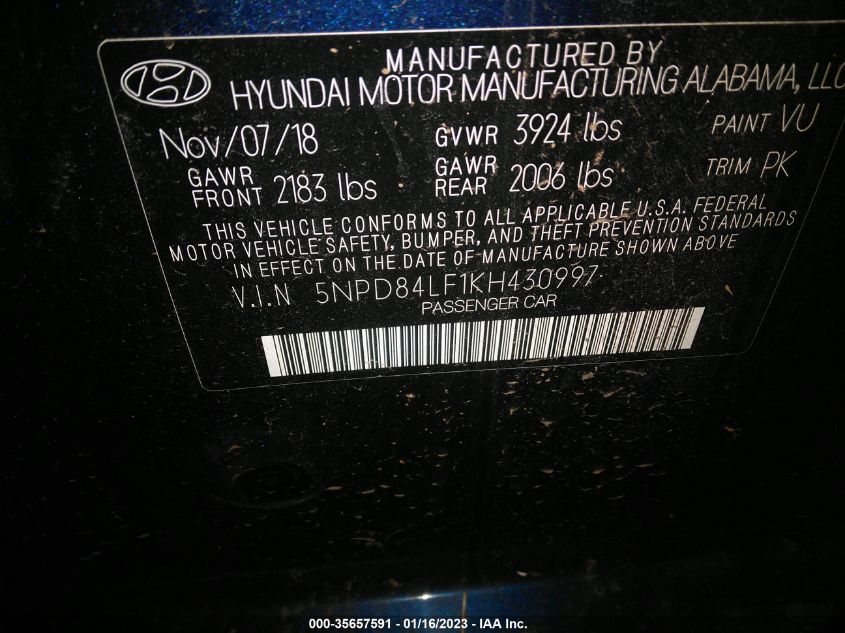 MANUFACTURED BY
HYUNDAI MOTOR MANUFACTURING ALABAMA, LLC
Nov/07/18 GVWR 3924 lbs PAINT VU
GAWR FRONT 2183 lbs GAWR REAR 2006 lbs TRIM PK
THIS VEHICLE CONFORMS TO ALL APPLICABLE U.S.A. FEDERAL
MOTOR VEHICLE SAFETY, BUMPER, AND THEFT PREVENTION STANDARDS
IN EFFECT ON THE DATE OF MANUFACTURE SHOWN ABOVE
V.I.N 5NPD84LF1KH430997
PASSENGER CAR
000-35657591 - 01/16/2023 - IAA Inc.